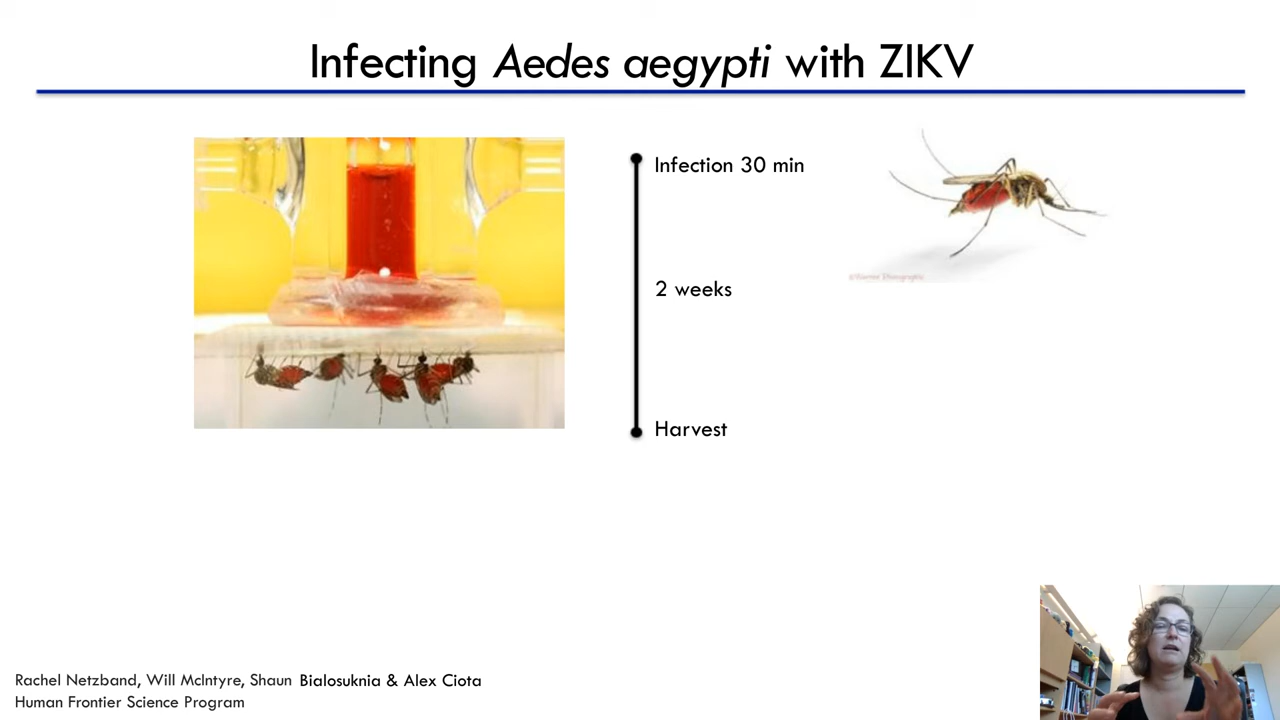 Infecting Aedes aegypti with ZIKV
Infection 30 min
2 weeks
Harvest
Rachel Netzband, Will McIntyre, Shaun Bialosuknia & Alex Ciota
Human Frontier Science Program